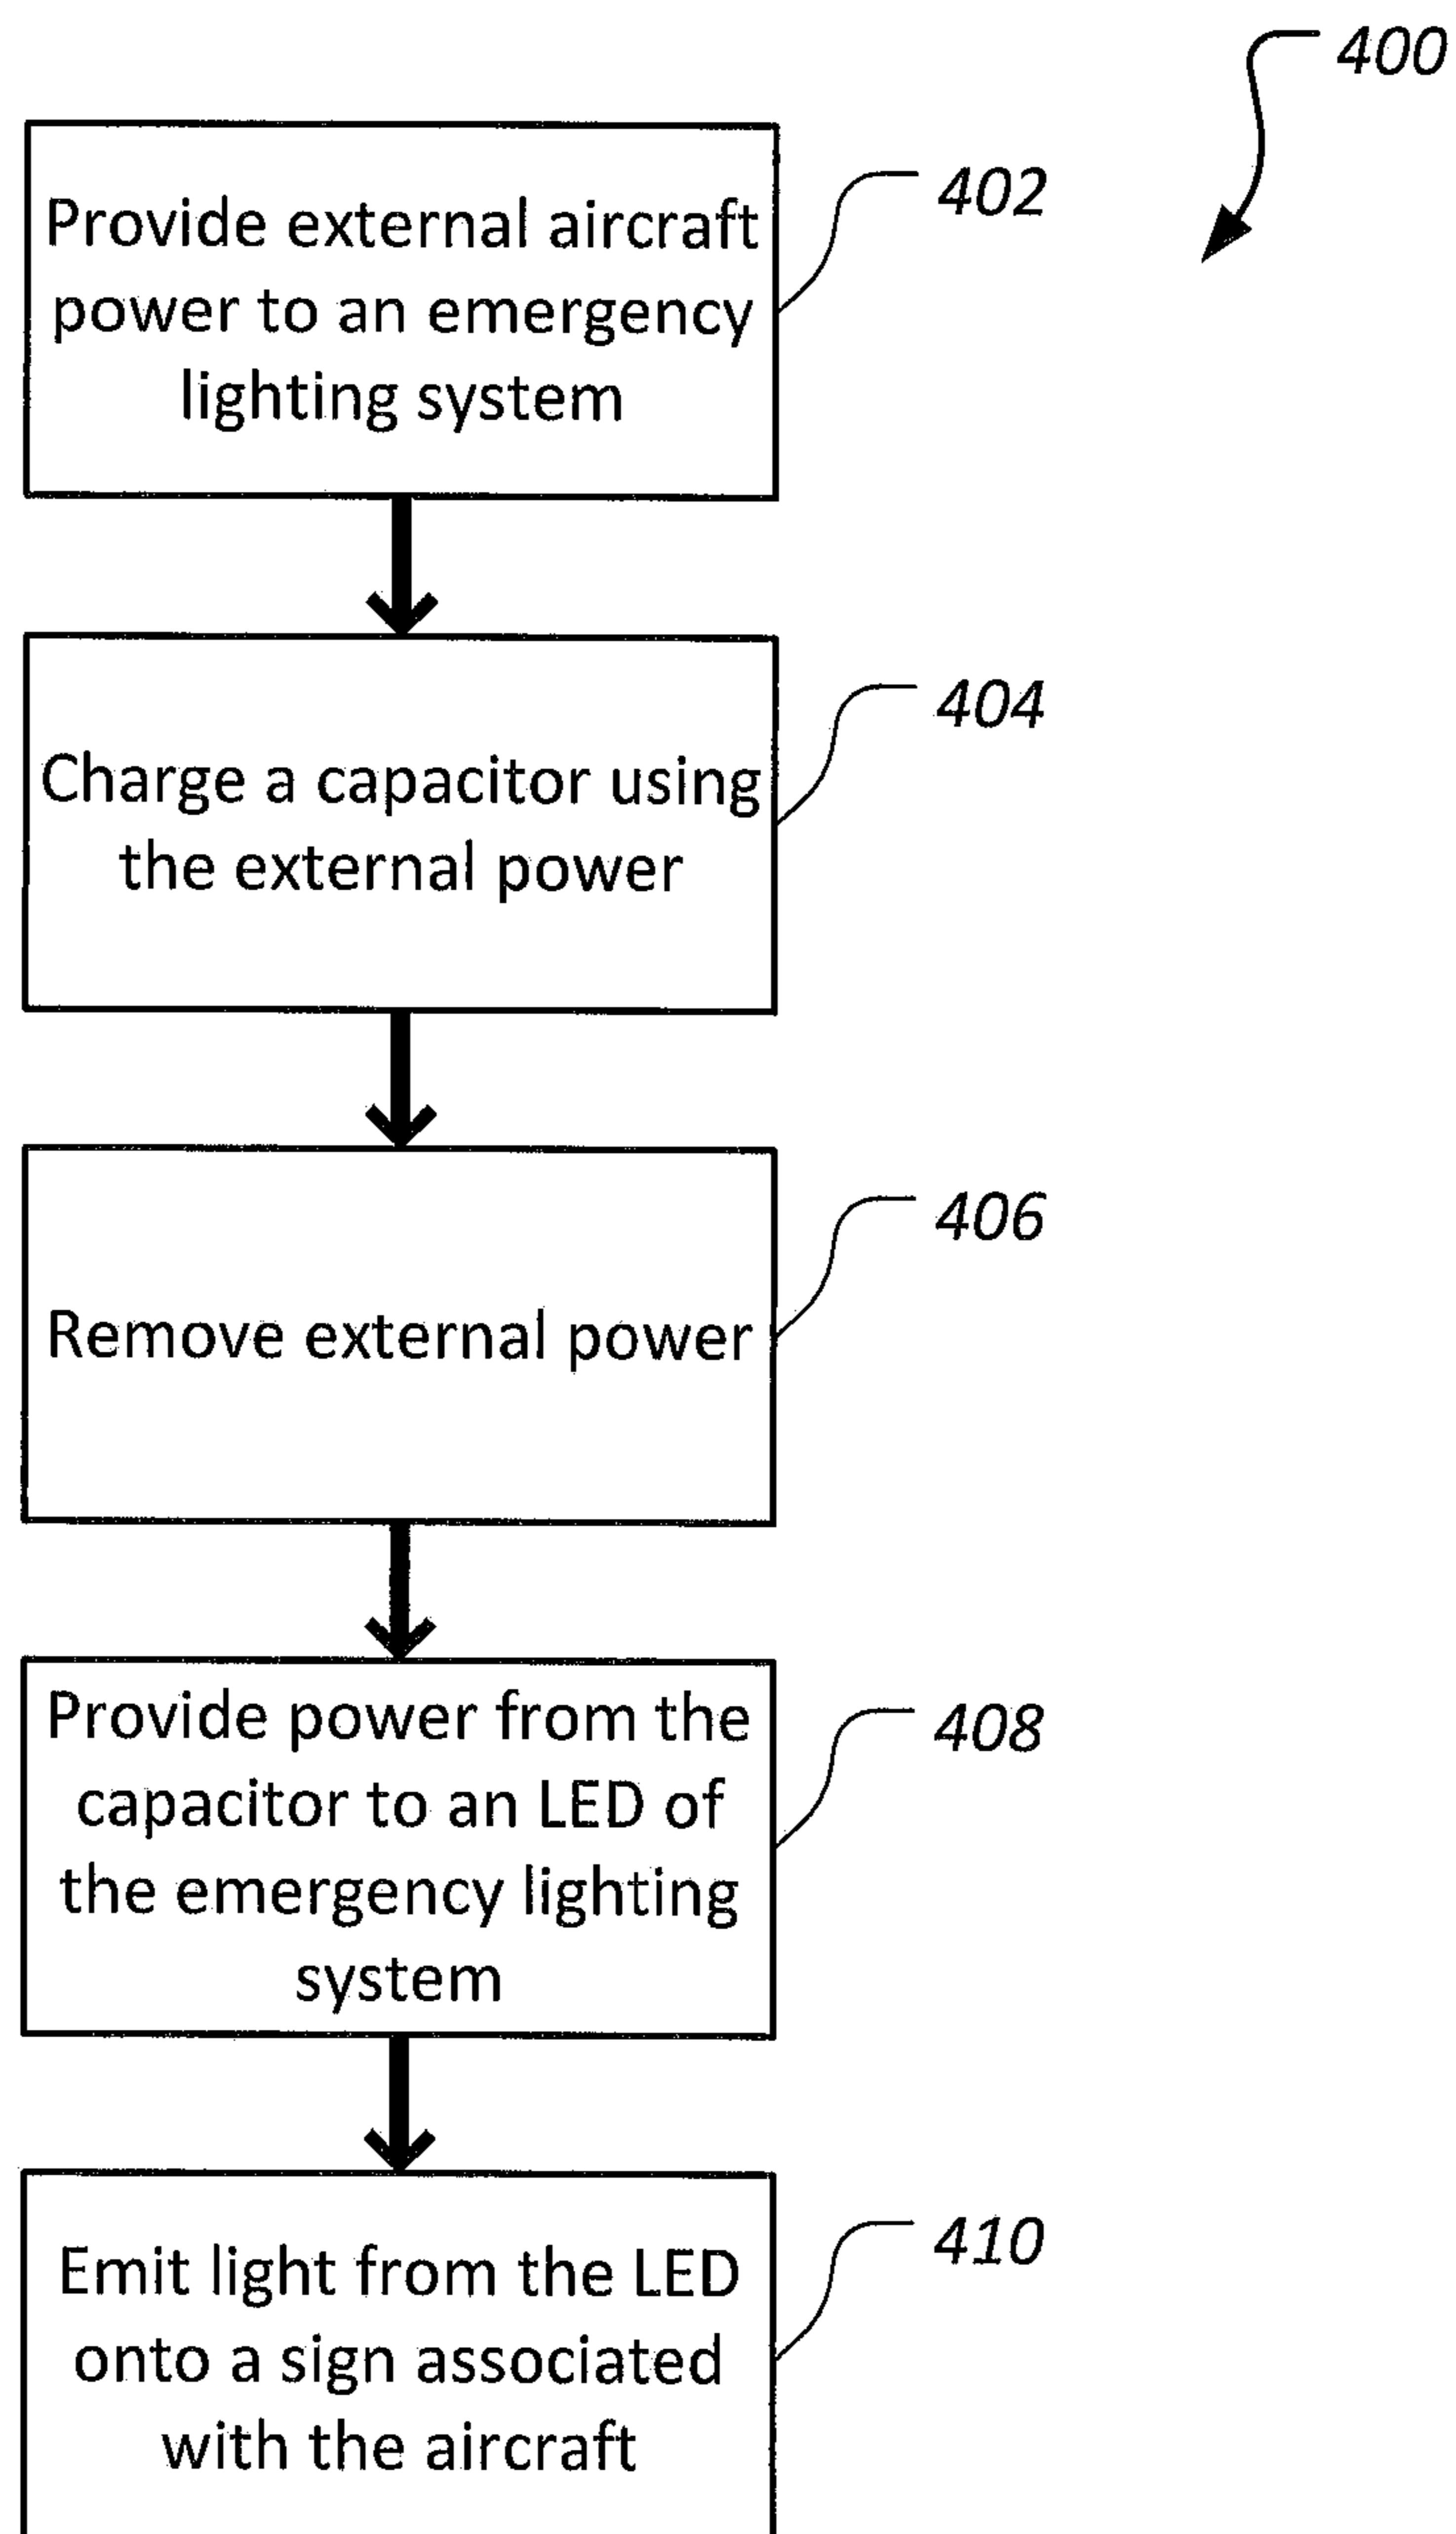 400
Provide external aircraft
power to an emergency
lighting system
402
Charge a capacitor using
the external power
404
Remove external power
406
Provide power from the
capacitor to an LED of
the emergency lighting
system
408
Emit light from the LED
onto a sign associated
with the aircraft
410